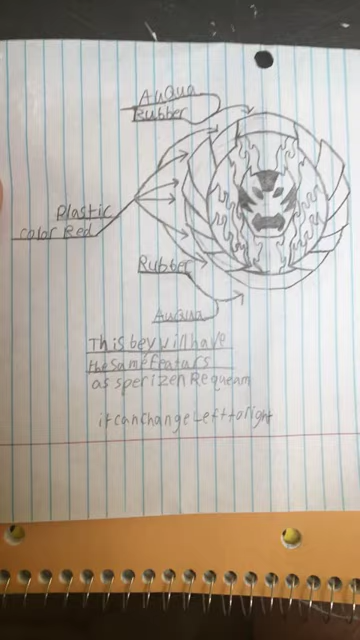 AuQua
Rubber
Plastic
Color Red
Rubber
Auqua
This bey will have
the same featurs
as sperizen Requeam
it can change Left to right